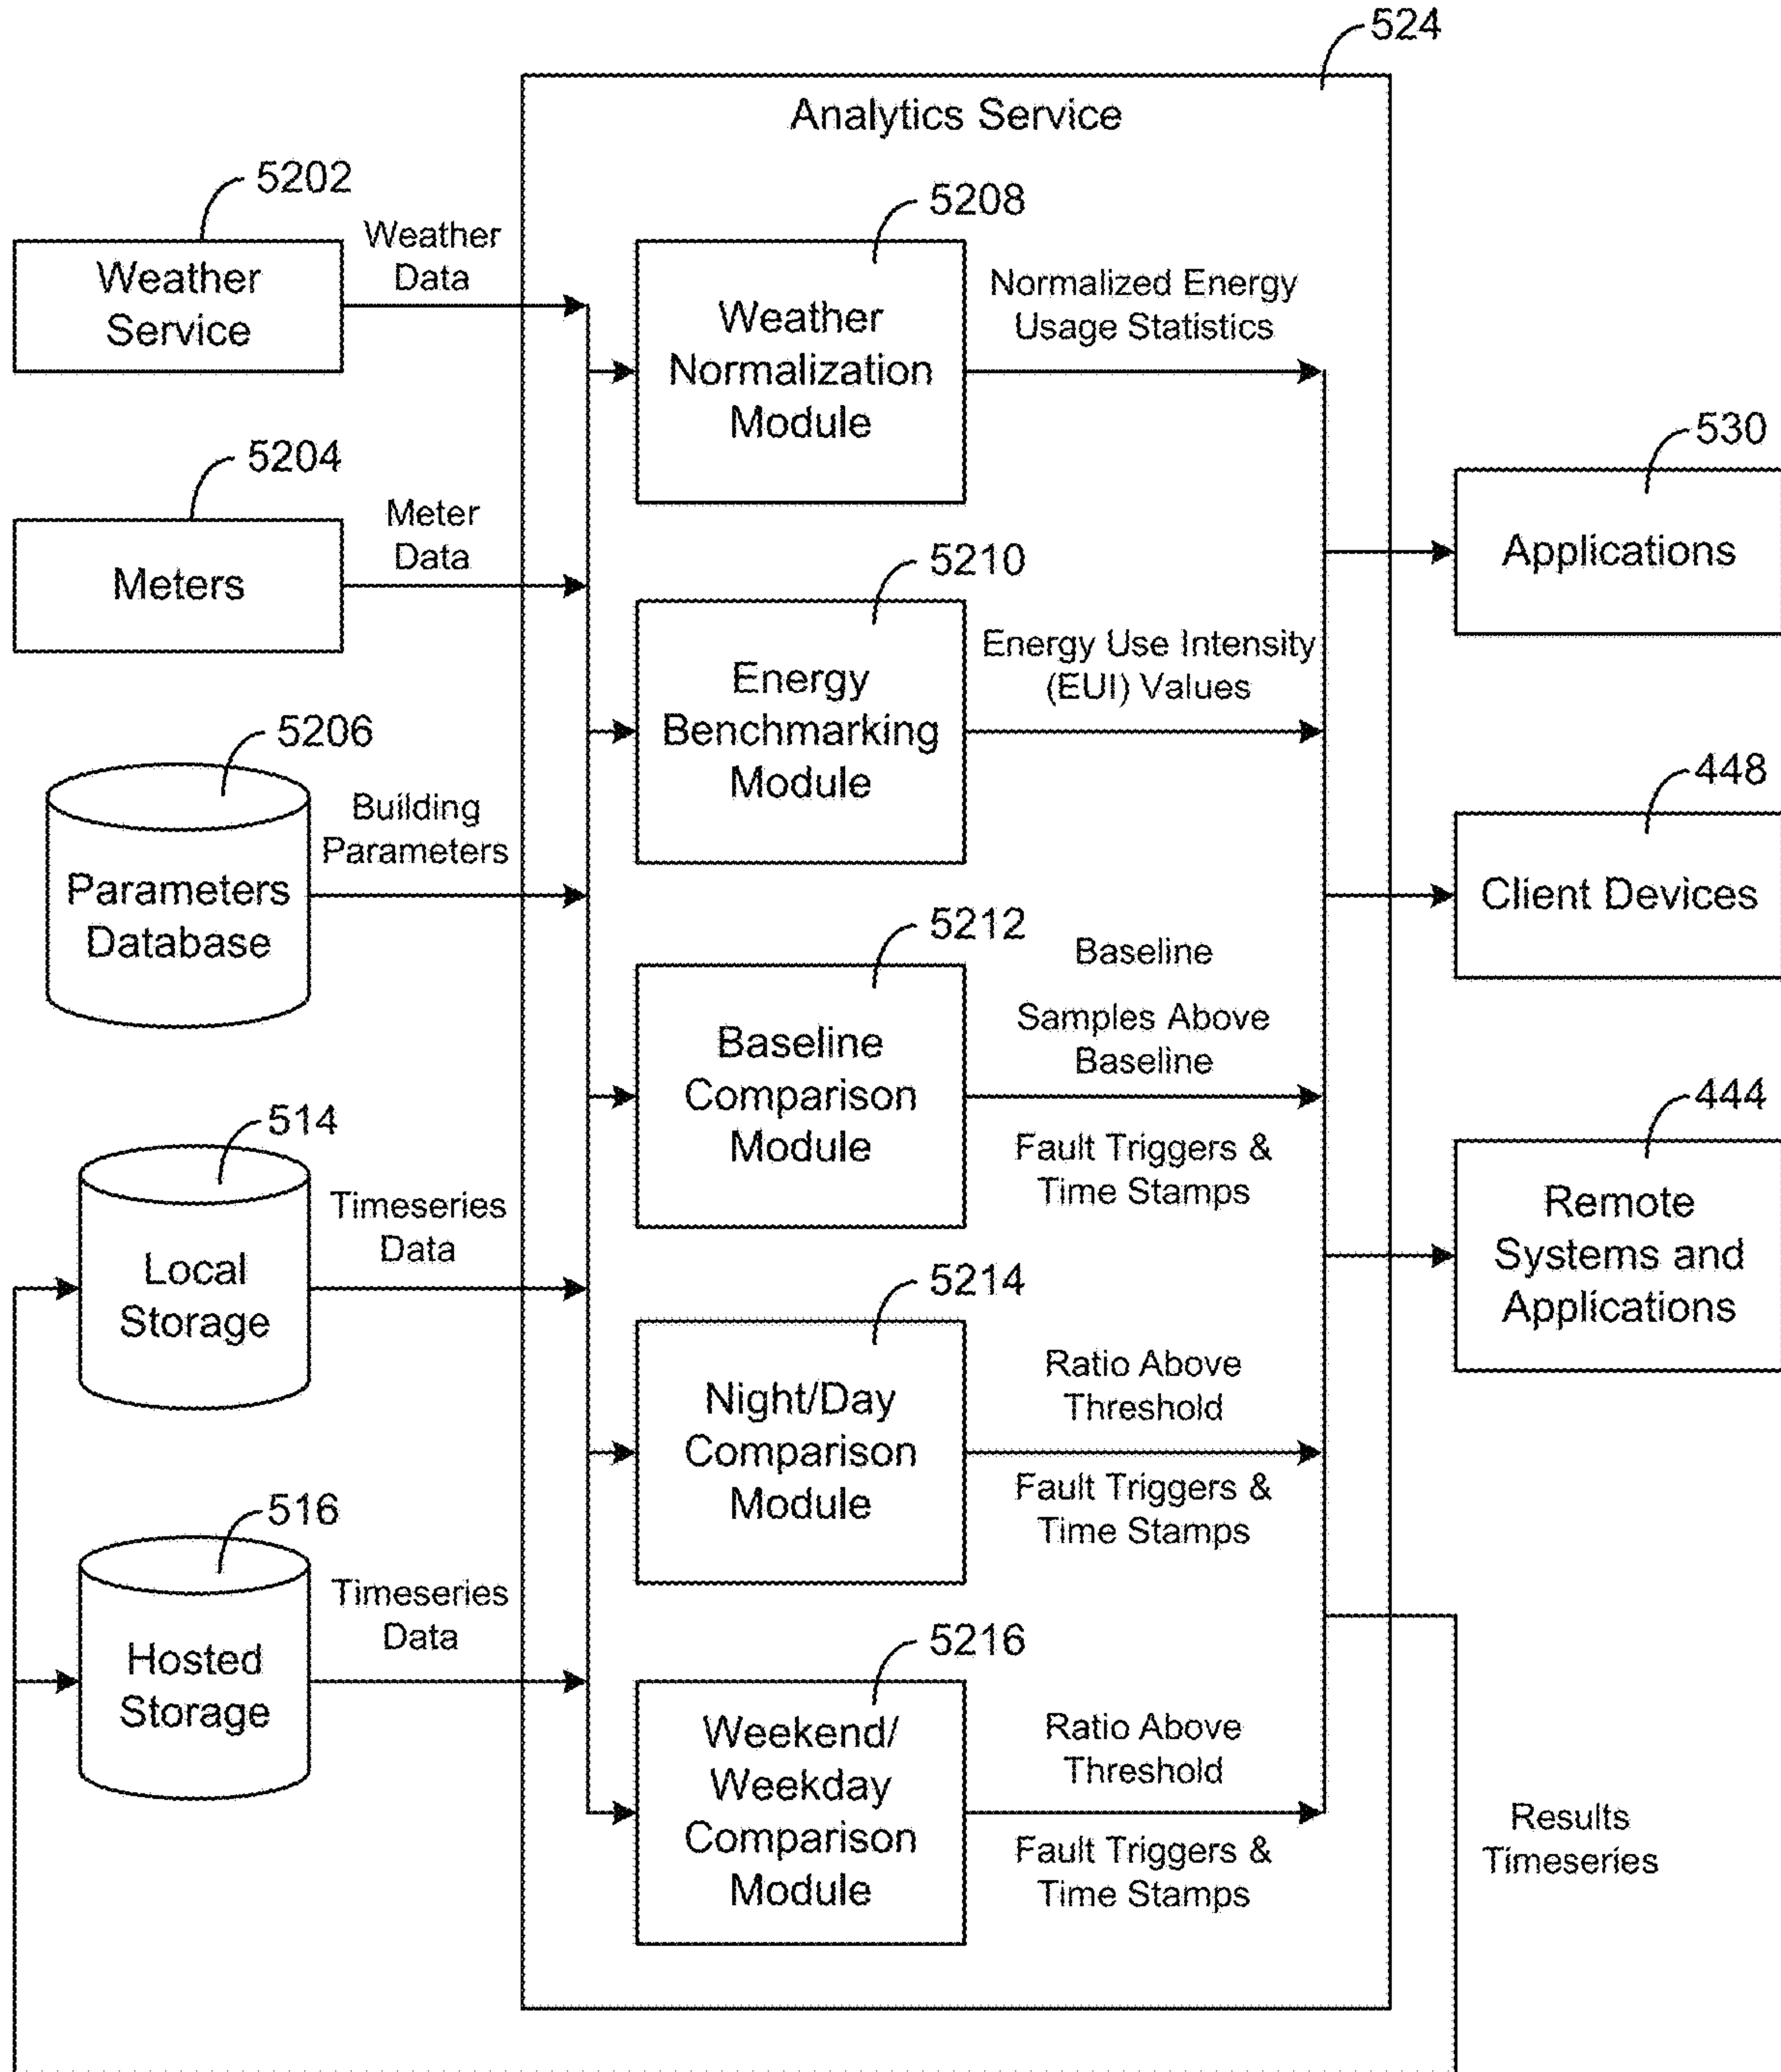 524
Analytics Service
5202
Weather
Service
Weather
Data
5204
Meters
Meter
Data
5206
Parameters
Database
Building
Parameters
514
Local
Storage
Timeseries
Data
516
Hosted
Storage
Timeseries
Data
5208
Weather
Normalization
Module
Normalized Energy
Usage Statistics
5210
Energy
Benchmarking
Module
Energy Use Intensity
(EUI) Values
5212
Baseline
Comparison
Module
Baseline
Samples Above
Baseline
Fault Triggers &
Time Stamps
5214
Night/Day
Comparison
Module
Ratio Above
Threshold
Fault Triggers &
Time Stamps
5216
Weekend/
Weekday
Comparison
Module
Ratio Above
Threshold
Fault Triggers &
Time Stamps
530
Applications
448
Client Devices
444
Remote
Systems and
Applications
Results
Timeseries